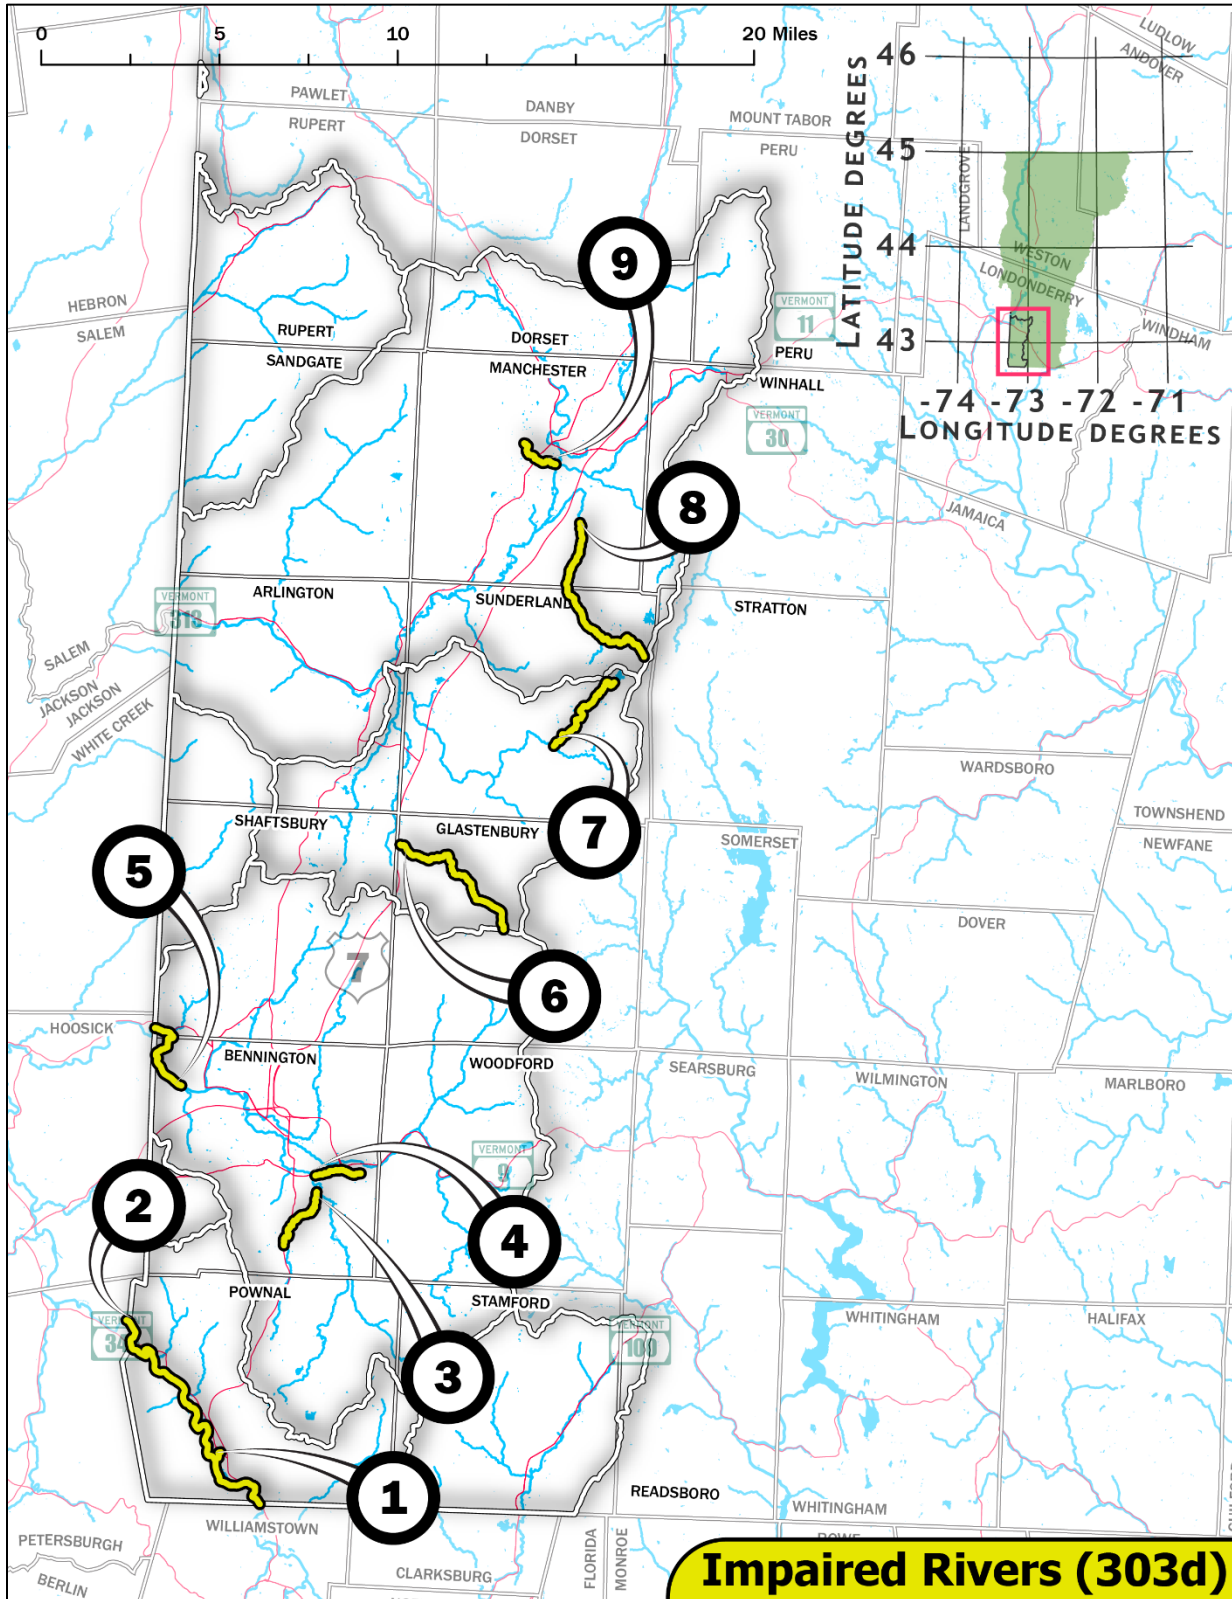 0
5
10
20 Miles
LUDLOW
ANDOVER
PAWLET
RUPERT
DANBY
DORSET
MOUNT TABOR
PERU
LANDGROVE
LATITUDE DEGREES
46
45
44
43
WESTON
LONDONDERRY
WINDHAM
-74 -73 -72 -71
LONGITUDE DEGREES
9
HEBRON
SALEM
RUPERT
SANDGATE
DORSET
MANCHESTER
VERMONT
11
PERU
WINHALL
VERMONT
30
8
JAMAICA
VERMONT
313
ARLINGTON
SUNDERLAND
STRATTON
SALEM
JACKSON
JACKSON
WHITE CREEK
WARDSBORO
TOWNSHEND
NEWFANE
SHAFTSBURY
GLASTENBURY
7
SOMERSET
5
DOVER
7
6
HOOSICK
BENNINGTON
WOODFORD
SEARSBURG
WILMINGTON
MARLBORO
VERMONT
9
2
4
POWNAL
STAMFORD
VERMONT
VERMONT
100
WHITINGHAM
HALIFAX
3
1
READSBORO
WHITINGHAM
WILLIAMSTOWN
PETERSBURGH
BERLIN
CLARKSBURG
FLORIDA
MONROE
Impaired Rivers (303d)